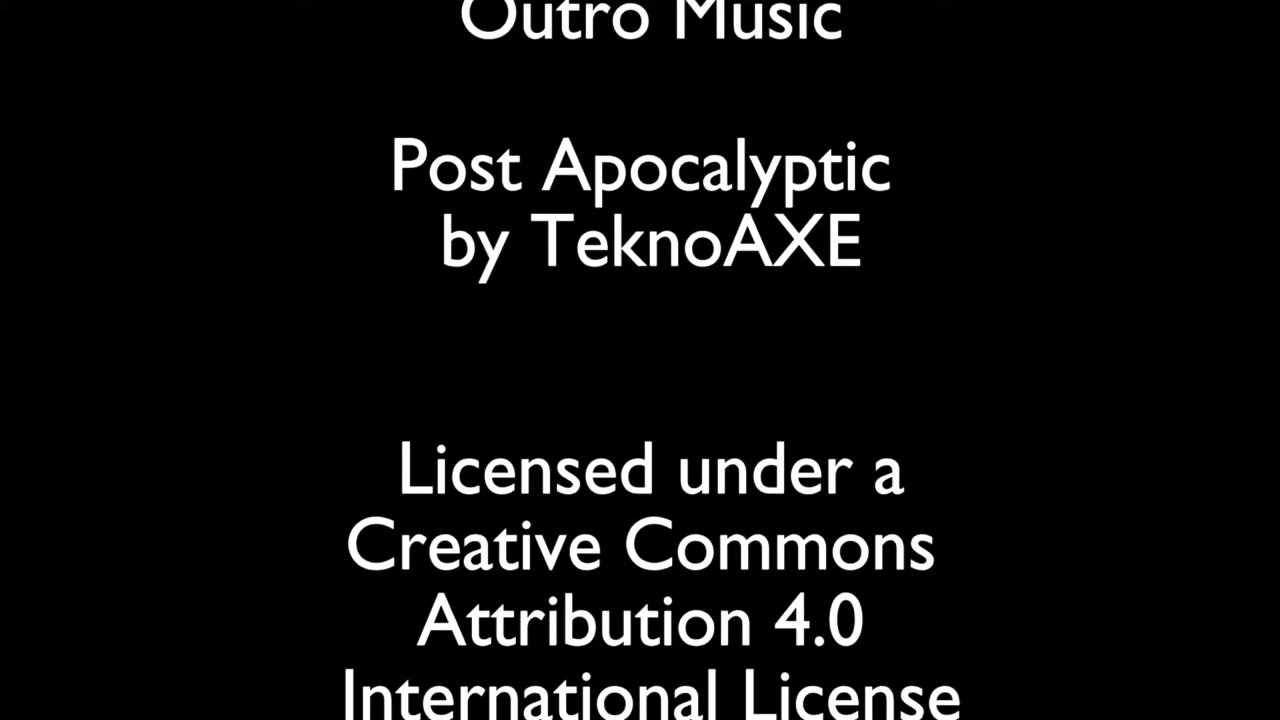 Outro Music
Post Apocalyptic
by TeknoAXE
Licensed under a
Creative Commons
Attribution 4.0
International License